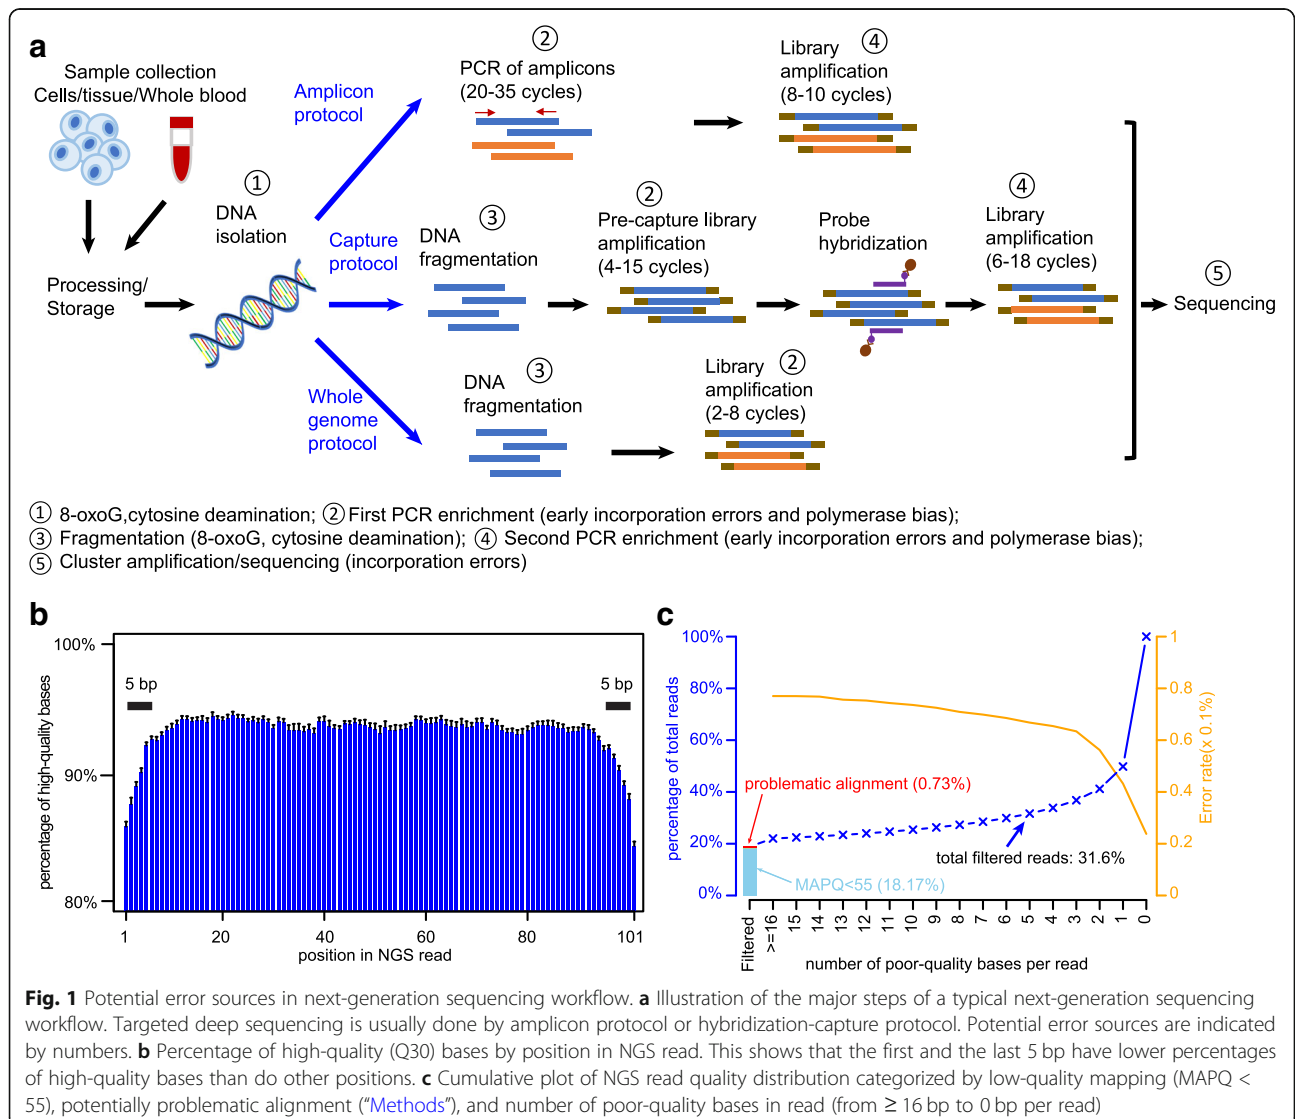 a
Sample collection
Cells/tissue/Whole blood
Processing/
Storage
①
DNA
isolation
Amplicon
protocol
②
PCR of amplicons
(20-35 cycles)
④
Library
amplification
(8-10 cycles)
Capture
protocol
③
DNA
fragmentation
②
Pre-capture library
amplification
(4-15 cycles)
Probe
hybridization
④
Library
amplification
(6-18 cycles)
⑤
Sequencing
Whole
genome
protocol
③
DNA
fragmentation
②
Library
amplification
(2-8 cycles)
① 8-oxoG,cytosine deamination; ② First PCR enrichment (early incorporation errors and polymerase bias);
③ Fragmentation (8-oxoG, cytosine deamination); ④ Second PCR enrichment (early incorporation errors and polymerase bias);
⑤ Cluster amplification/sequencing (incorporation errors)
b
percentage of high-quality bases
100%
90%
80%
5 bp
5 bp
1 20 40 60 80 101
position in NGS read
c
percentage of total reads
100%
80%
60%
40%
20%
0%
problematic alignment (0.73%)
total filtered reads: 31.6%
MAPQ<55 (18.17%)
1
0.8
0.6
0.4
0.2
0
Error rate(x 0.1%)
Filtered >=16 15 14 13 12 11 10 9 8 7 6 5 4 3 2 1 0
number of poor-quality bases per read
Fig. 1 Potential error sources in next-generation sequencing workflow. a Illustration of the major steps of a typical next-generation sequencing
workflow. Targeted deep sequencing is usually done by amplicon protocol or hybridization-capture protocol. Potential error sources are indicated
by numbers. b Percentage of high-quality (Q30) bases by position in NGS read. This shows that the first and the last 5 bp have lower percentages
of high-quality bases than do other positions. c Cumulative plot of NGS read quality distribution categorized by low-quality mapping (MAPQ <
55), potentially problematic alignment (“Methods”), and number of poor-quality bases in read (from ≥ 16 bp to 0 bp per read)